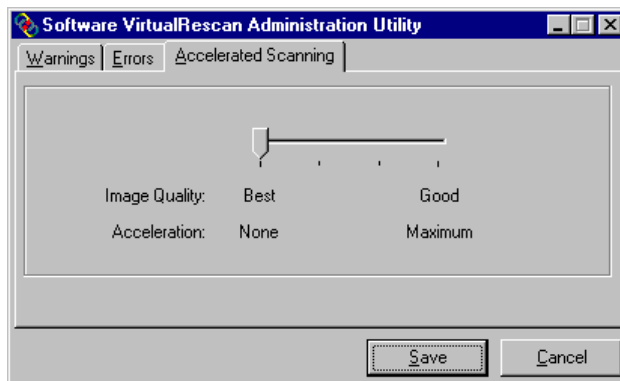 Software VirtualRescan Administration Utility
Warnings Errors Accelerated Scanning
Image Quality: Best Good
Acceleration: None Maximum
Save Cancel